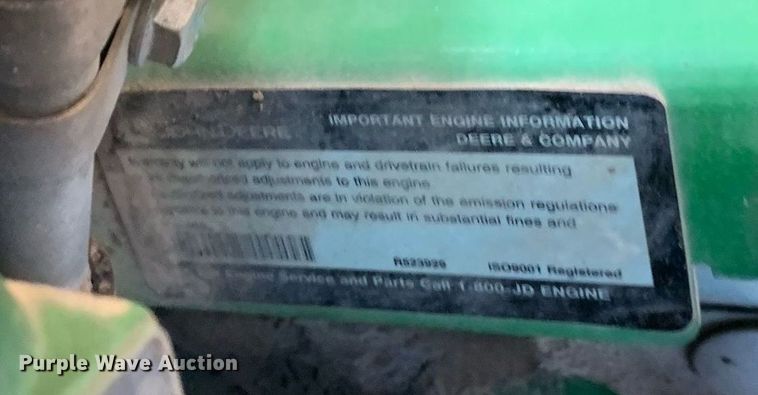 JOHN DEERE
IMPORTANT ENGINE INFORMATION
DEERE & COMPANY
Warranty will not apply to engine and drivetrain failures resulting
adjustments to this engine.
adjustments are in violation of the emission regulations
to this engine and may result in substantial fines and
R523929
ISO9001 Registered
Engine Service and Parts Call 1-800-JD ENGINE
Purple Wave Auction